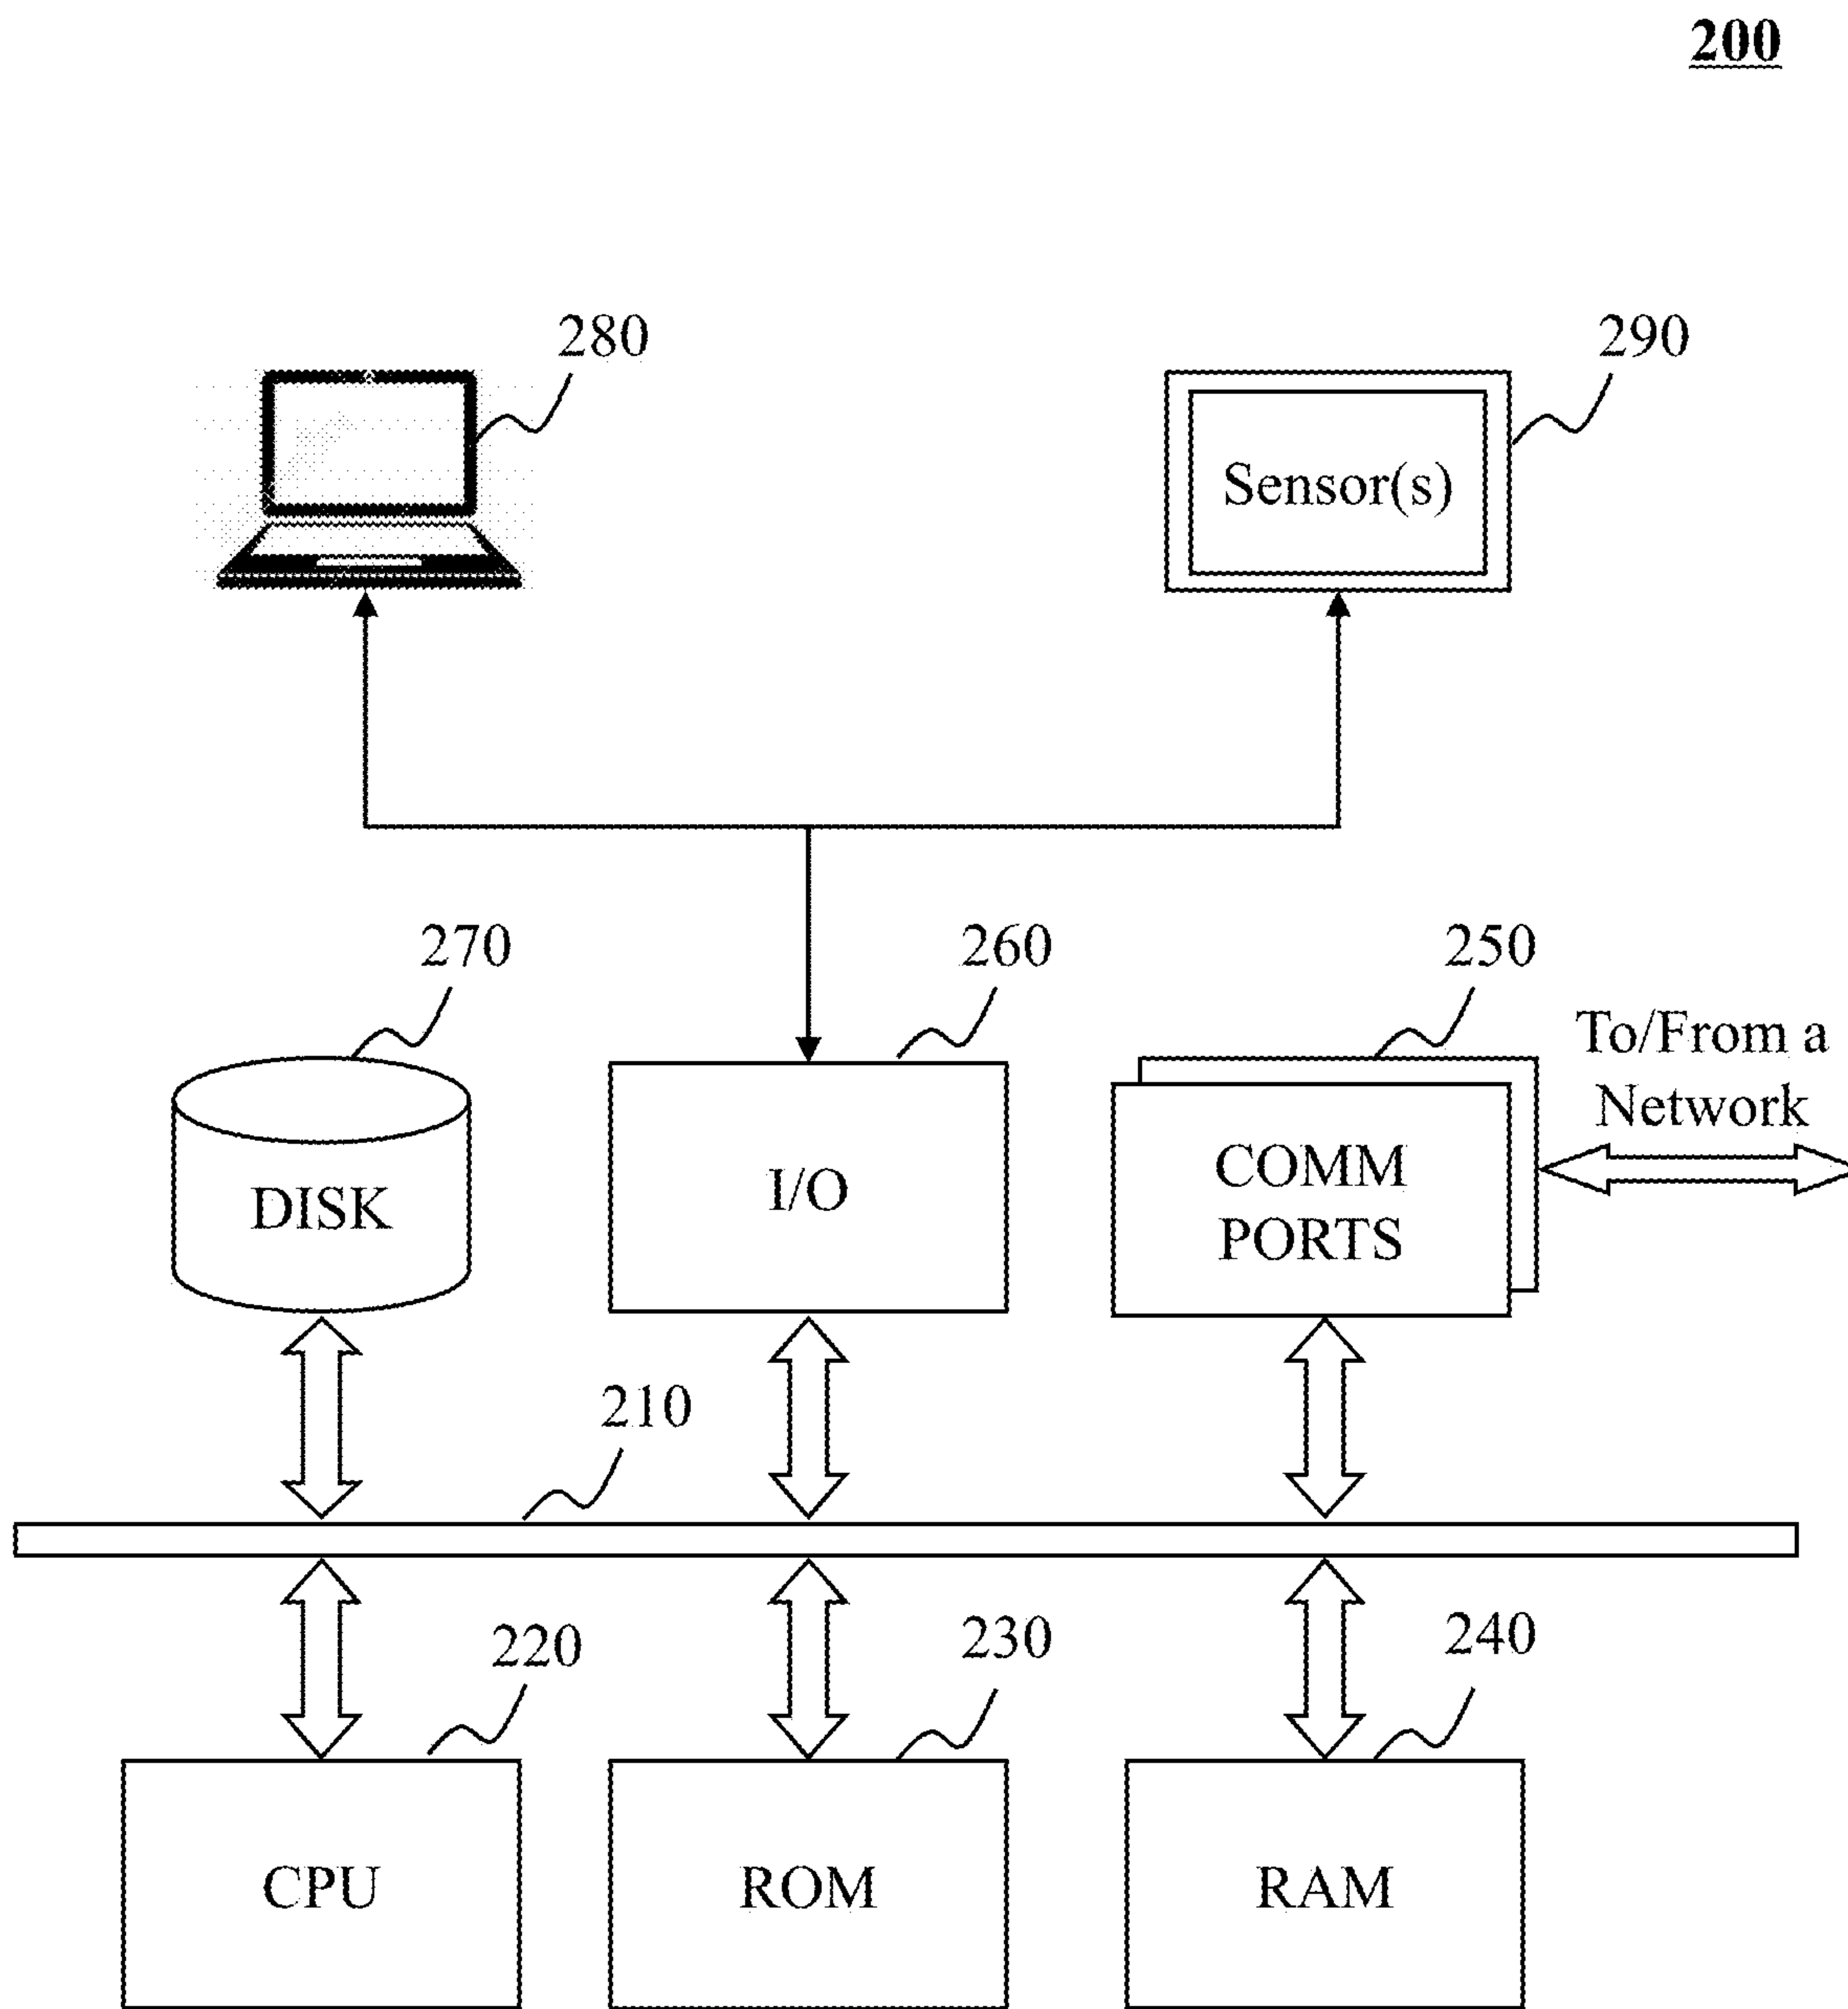 200
280
290
Sensor(s)
270
260
250
To/From a
Network
DISK
I/O
COMM
PORTS
210
220
230
240
CPU
ROM
RAM